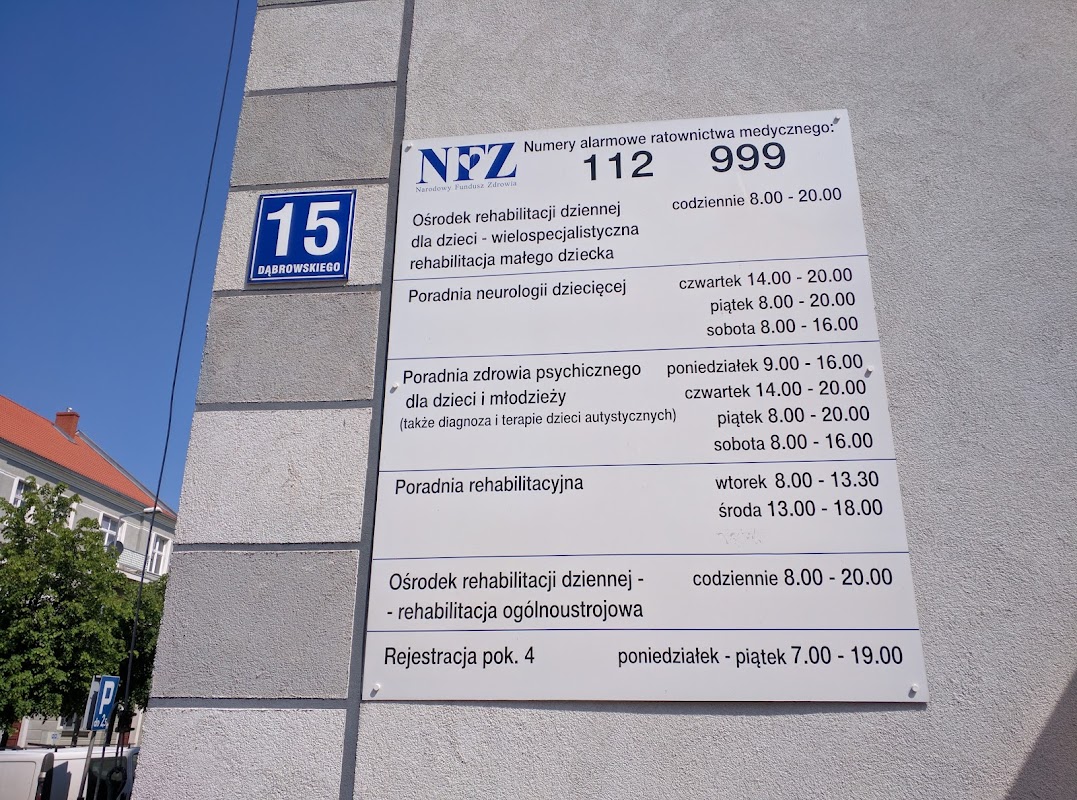 15
DĄBROWSKIEGO
NFZ
Narodowy Fundusz Zdrowia
Numery alarmowe ratownictwa medycznego:
112 999
Ośrodek rehabilitacji dziennej codziennie 8.00 - 20.00
dla dzieci - wielospecjalistyczna
rehabilitacja małego dziecka
Poradnia neurologii dziecięcej czwartek 14.00 - 20.00
piątek 8.00 - 20.00
sobota 8.00 - 16.00
Poradnia zdrowia psychicznego poniedziałek 9.00 - 16.00
dla dzieci i młodzieży czwartek 14.00 - 20.00
(także diagnoza i terapie dzieci autystycznych) piątek 8.00 - 20.00
sobota 8.00 - 16.00
Poradnia rehabilitacyjna wtorek 8.00 - 13.30
środa 13.00 - 18.00
Ośrodek rehabilitacji dziennej - codziennie 8.00 - 20.00
- rehabilitacja ogólnoustrojowa
Rejestracja pok. 4 poniedziałek - piątek 7.00 - 19.00
P